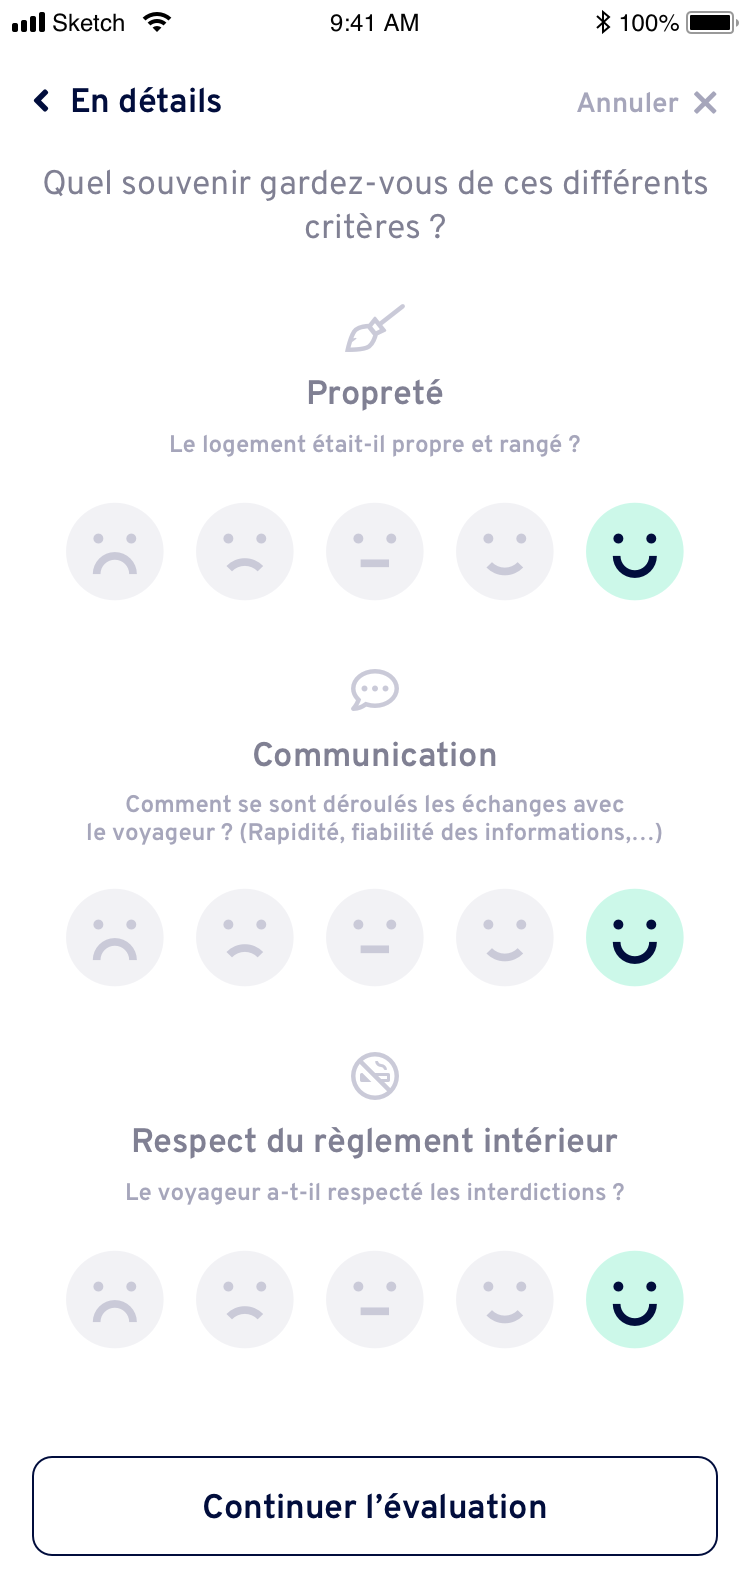 Sketch 9:41 AM 100%
En détails Annuler
Quel souvenir gardez-vous de ces différents
critères ?
Propreté
Le logement était-il propre et rangé ?
Communication
Comment se sont déroulés les échanges avec
le voyageur ? (Rapidité, fiabilité des informations,...)
Respect du règlement intérieur
Le voyageur a-t-il respecté les interdictions ?
Continuer l’évaluation